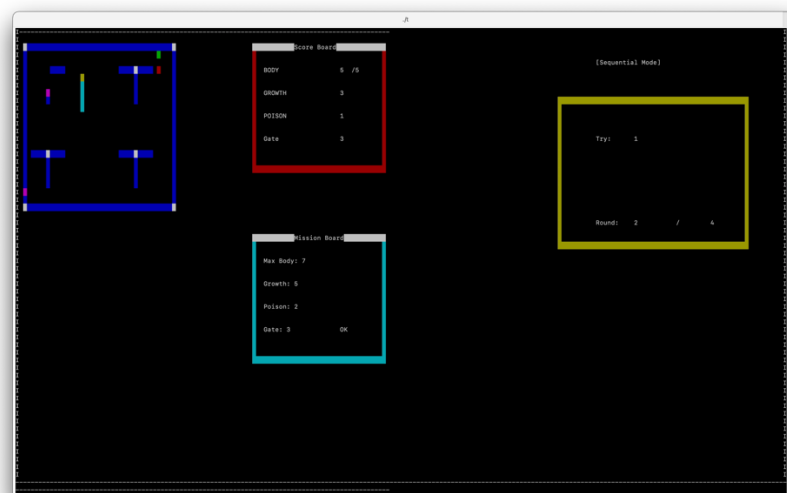 ./t
Score Board
BODY 5 /5
GROWTH 3
POISON 1
Gate 3
[Sequential Mode]
Try: 1
Round: 2 / 4
Mission Board
Max Body: 7
Growth: 5
Poison: 2
Gate: 3 OK